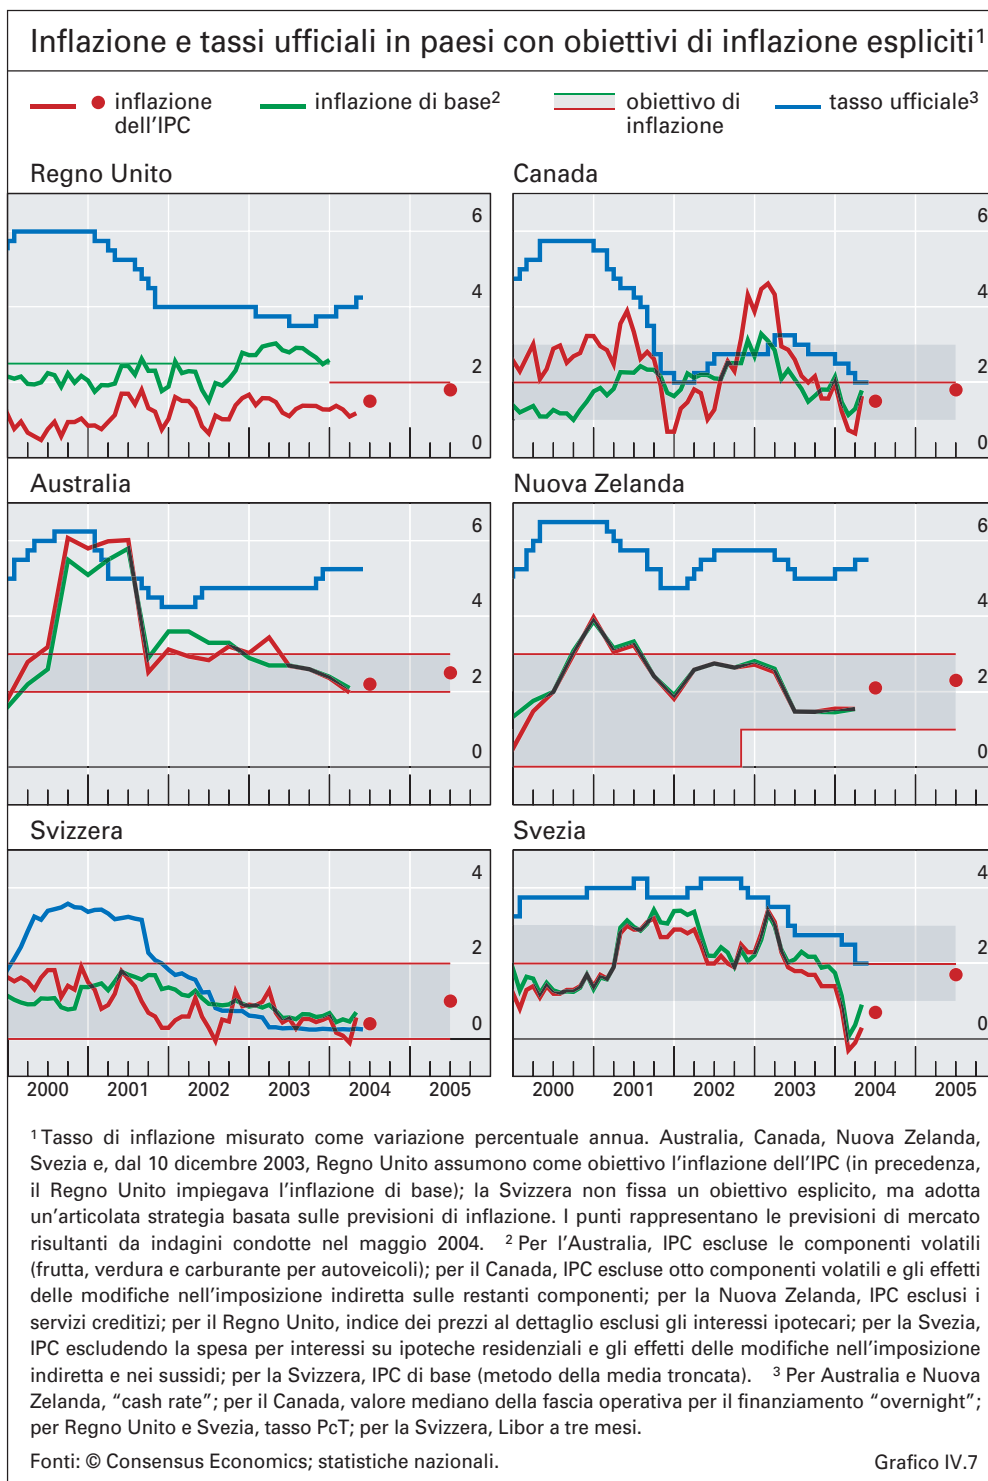 Inflazione e tassi ufficiali in paesi con obiettivi di inflazione espliciti¹
inflazione dell'IPC
inflazione di base²
obiettivo di inflazione
tasso ufficiale³
Regno Unito
6
4
2
0
Canada
6
4
2
0
Australia
6
4
2
0
Nuova Zelanda
6
4
2
0
Svizzera
4
2
0
2000 2001 2002 2003 2004 2005
Svezia
4
2
0
2000 2001 2002 2003 2004 2005
¹ Tasso di inflazione misurato come variazione percentuale annua. Australia, Canada, Nuova Zelanda,
Svezia e, dal 10 dicembre 2003, Regno Unito assumono come obiettivo l'inflazione dell'IPC (in precedenza,
il Regno Unito impiegava l'inflazione di base); la Svizzera non fissa un obiettivo esplicito, ma adotta
un'articolata strategia basata sulle previsioni di inflazione. I punti rappresentano le previsioni di mercato
risultanti da indagini condotte nel maggio 2004. ² Per l'Australia, IPC escluse le componenti volatili
(frutta, verdura e carburante per autoveicoli); per il Canada, IPC escluse otto componenti volatili e gli effetti
delle modifiche nell'imposizione indiretta sulle restanti componenti; per la Nuova Zelanda, IPC esclusi i
servizi creditizi; per il Regno Unito, indice dei prezzi al dettaglio esclusi gli interessi ipotecari; per la Svezia,
IPC escludendo la spesa per interessi su ipoteche residenziali e gli effetti delle modifiche nell'imposizione
indiretta e nei sussidi; per la Svizzera, IPC di base (metodo della media troncata). ³ Per Australia e Nuova
Zelanda, "cash rate"; per il Canada, valore mediano della fascia operativa per il finanziamento "overnight";
per Regno Unito e Svezia, tasso PcT; per la Svizzera, Libor a tre mesi.
Fonti: © Consensus Economics; statistiche nazionali.
Grafico IV.7